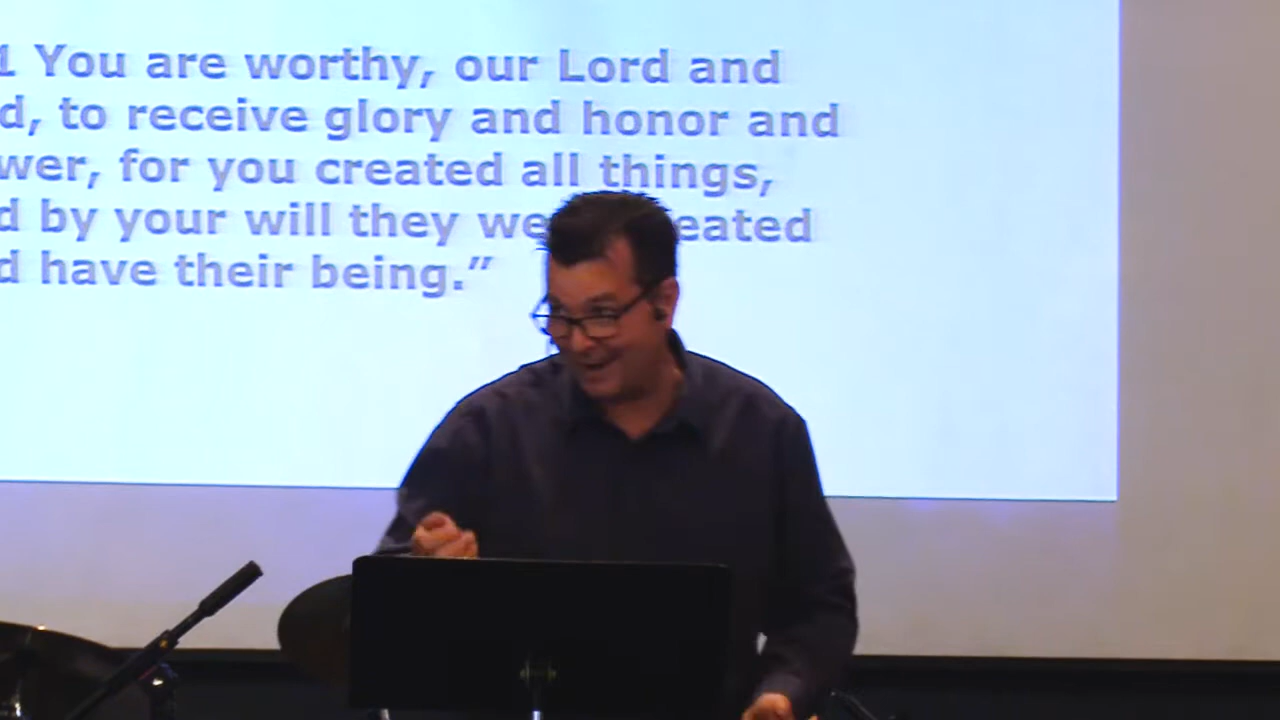 1 You are worthy, our Lord and
d, to receive glory and honor and
wer, for you created all things,
d by your will they we eated
d have their being.”